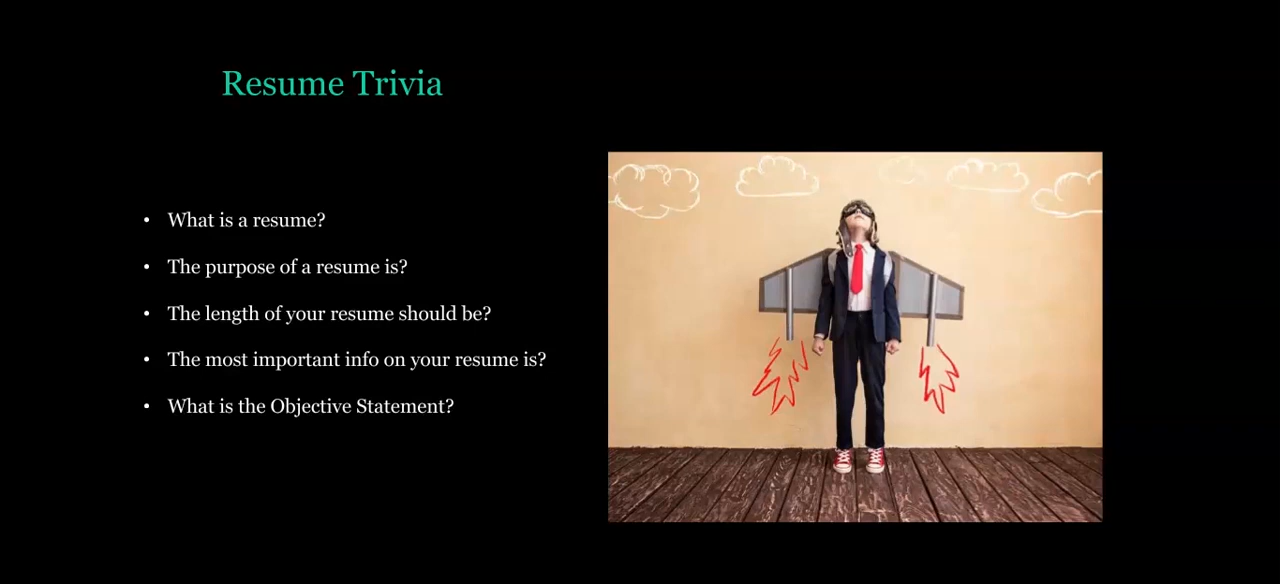 Resume Trivia
• What is a resume?
• The purpose of a resume is?
• The length of your resume should be?
• The most important info on your resume is?
• What is the Objective Statement?